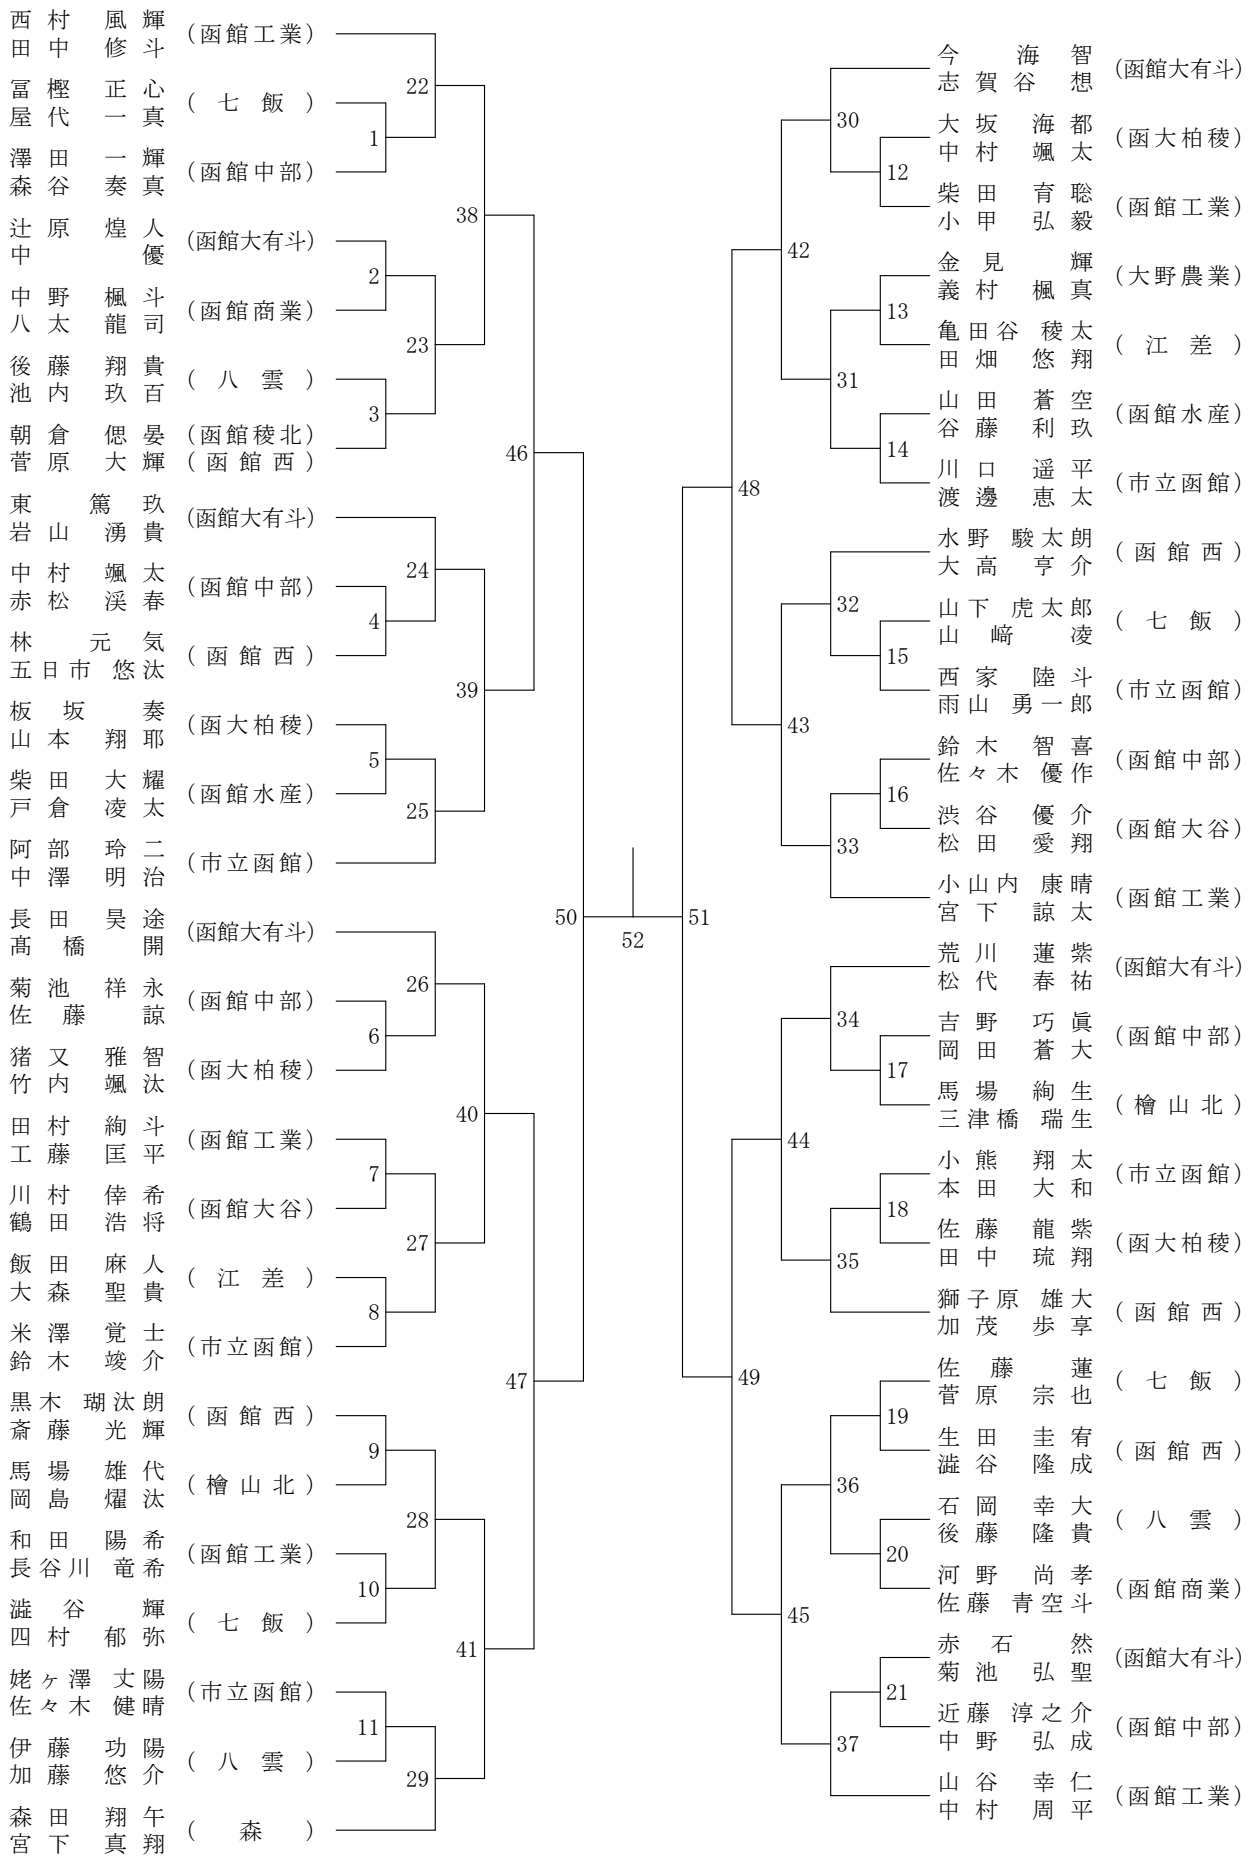 西村 風輝 (函館工業)
田中 修斗
冨樫 正心 (七飯)
屋代 一真
1
22
澤田 一輝 (函館中部)
森谷 奏真
38
辻原 煌人 (函館大有斗)
中 優
2
中野 楓斗 (函館商業)
八太 龍司
23
後藤 翔貴 (八雲)
池内 玖百
3
朝倉 偲晏 (函館稜北)
菅原 大輝 (函館西)
46
東 篤玖 (函館大有斗)
岩山 湧貴
24
中村 颯太 (函館中部)
赤松 渓春
4
林 元気 (函館西)
五日市 悠汰
39
板坂 奏 (函大柏稜)
山本 翔耶
5
柴田 大耀 (函館水産)
戸倉 凌太
25
阿部 玲二 (市立函館)
中澤 明治
50
長田 昊途 (函館大有斗)
髙橋 開
26
菊池 祥永 (函館中部)
佐藤 諒
6
猪又 雅智 (函大柏稜)
竹内 颯汰
40
田村 絢斗 (函館工業)
工藤 匡平
7
川村 倖希 (函館大谷)
鶴田 浩将
27
飯田 麻人 (江差)
大森 聖貴
8
米澤 覚士 (市立函館)
鈴木 竣介
47
黒木 瑚汰朗 (函館西)
斎藤 光輝
9
馬場 雄代 (檜山北)
岡島 燿汰
28
和田 陽希 (函館工業)
長谷川 竜希
10
澁谷 輝 (七飯)
四村 郁弥
41
姥ヶ澤 丈陽 (市立函館)
佐々木 健晴
11
伊藤 功陽 (八雲)
加藤 悠介
29
森田 翔午 (森)
宮下 真翔
52
今 海智 (函館大有斗)
志賀谷 想
30
大坂 海都 (函大柏稜)
中村 颯太
12
柴田 育聡 (函館工業)
小甲 弘毅
42
金見 輝 (大野農業)
義村 楓真
13
亀田谷 稜太 (江差)
田畑 悠翔
31
山田 蒼空 (函館水産)
谷藤 利玖
14
川口 遥平 (市立函館)
渡邊 恵太
48
水野 駿太朗 (函館西)
大高 亨介
32
山下 虎太郎 (七飯)
山﨑 凌
15
西家 陸斗 (市立函館)
雨山 勇一郎
43
鈴木 智喜 (函館中部)
佐々木 優作
16
渋谷 優介 (函館大谷)
松田 愛翔
33
小山内 康晴 (函館工業)
宮下 諒太
51
荒川 蓮紫 (函館大有斗)
松代 春祐
34
吉野 巧眞 (函館中部)
岡田 蒼大
17
馬場 絢生 (檜山北)
三津橋 瑞生
44
小熊 翔太 (市立函館)
本田 大和
18
佐藤 龍紫 (函大柏稜)
田中 琉翔
35
獅子原 雄大 (函館西)
加茂 歩享
49
佐藤 蓮 (七飯)
菅原 宗也
19
生田 圭有 (函館西)
澁谷 隆成
36
石岡 幸大 (八雲)
後藤 隆貴
20
河野 尚孝 (函館商業)
佐藤 青空斗
45
赤石 然 (函館大有斗)
菊池 弘聖
21
近藤 淳之介 (函館中部)
中野 弘成
37
山谷 幸仁 (函館工業)
中村 周平